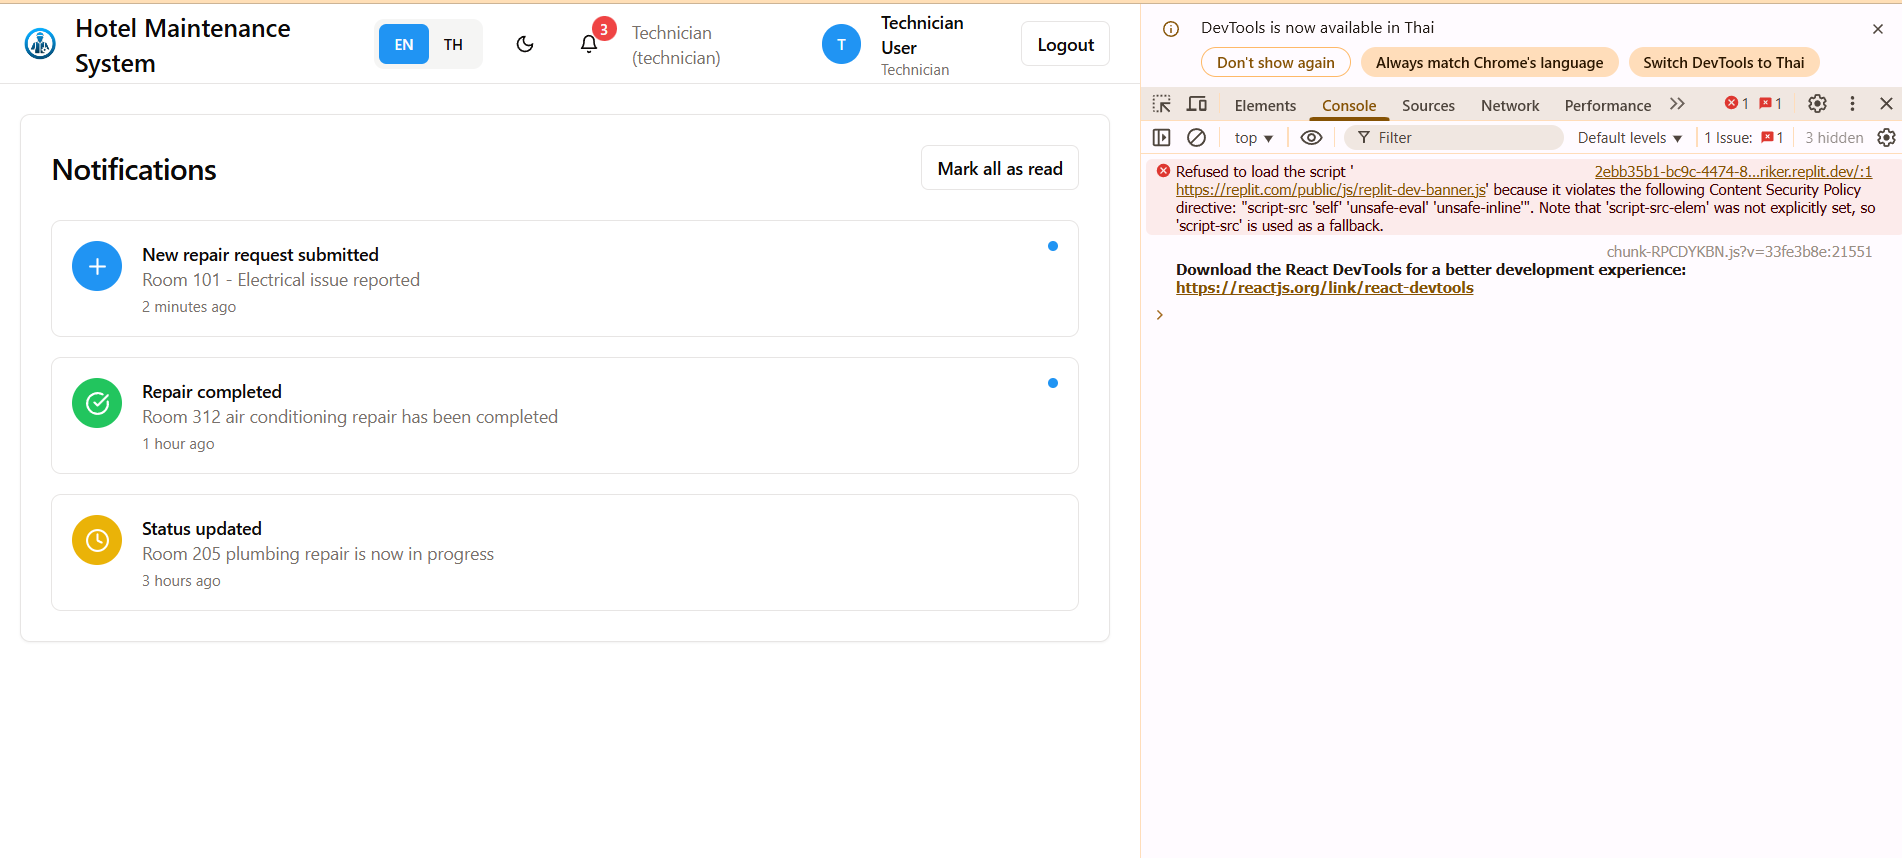 Hotel Maintenance
System
EN
TH
3
Technician
(technician)
T
Technician
User
Technician
Logout
Notifications
Mark all as read
New repair request submitted
Room 101 - Electrical issue reported
2 minutes ago
Repair completed
Room 312 air conditioning repair has been completed
1 hour ago
Status updated
Room 205 plumbing repair is now in progress
3 hours ago
DevTools is now available in Thai
Don't show again
Always match Chrome's language
Switch DevTools to Thai
Elements
Console
Sources
Network
Performance
1
1
top
Filter
Default levels
1 Issue:
1
3 hidden
Refused to load the script '
2ebb35b1-bc9c-4474-8…riker.replit.dev/:1
https://replit.com/public/js/replit-dev-banner.js' because it violates the following Content Security Policy
directive: "script-src 'self' 'unsafe-eval' 'unsafe-inline'". Note that 'script-src-elem' was not explicitly set, so
'script-src' is used as a fallback.
chunk-RPCDYKBN.js?v=33fe3b8e:21551
Download the React DevTools for a better development experience:
https://reactjs.org/link/react-devtools